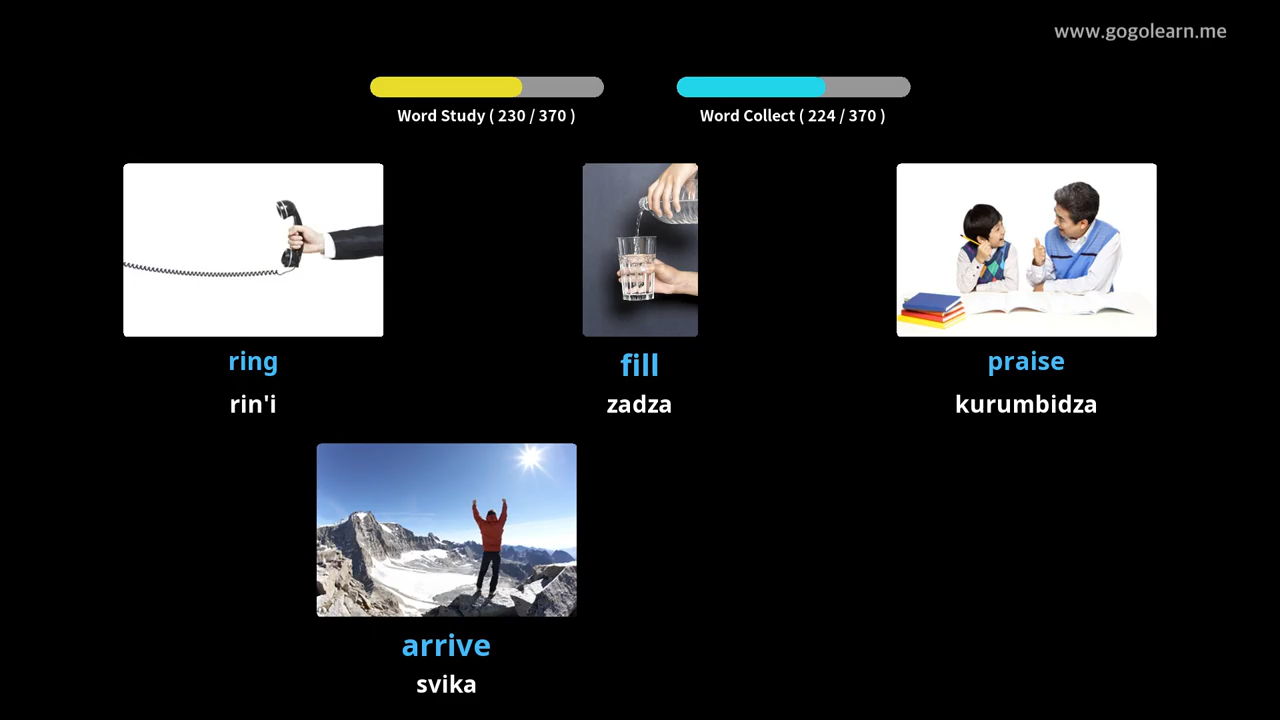 www.gogolearn.me
Word Study ( 230 / 370 )
Word Collect ( 224 / 370 )
ring
fill
praise
rin'i
zadza
kurumbidza
arrive
svika